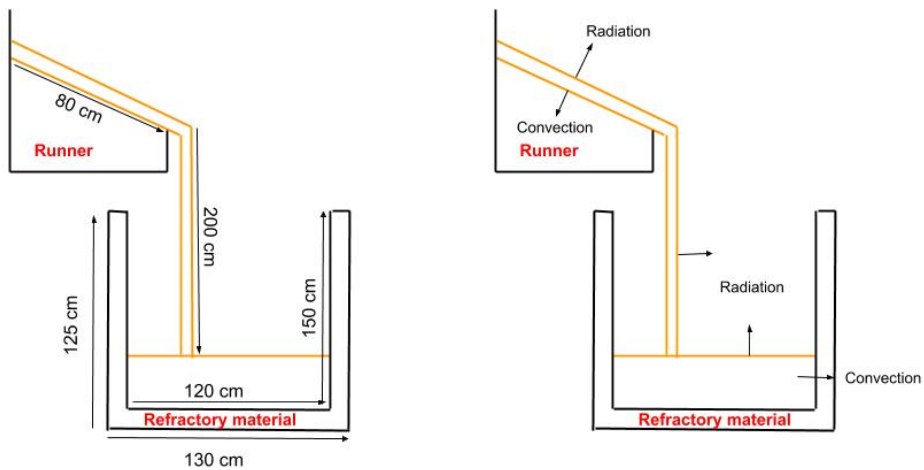 80 cm
Runner
200 cm
125 cm
150 cm
120 cm
Refractory material
130 cm
Radiation
Convection
Runner
Radiation
Convection
Refractory material